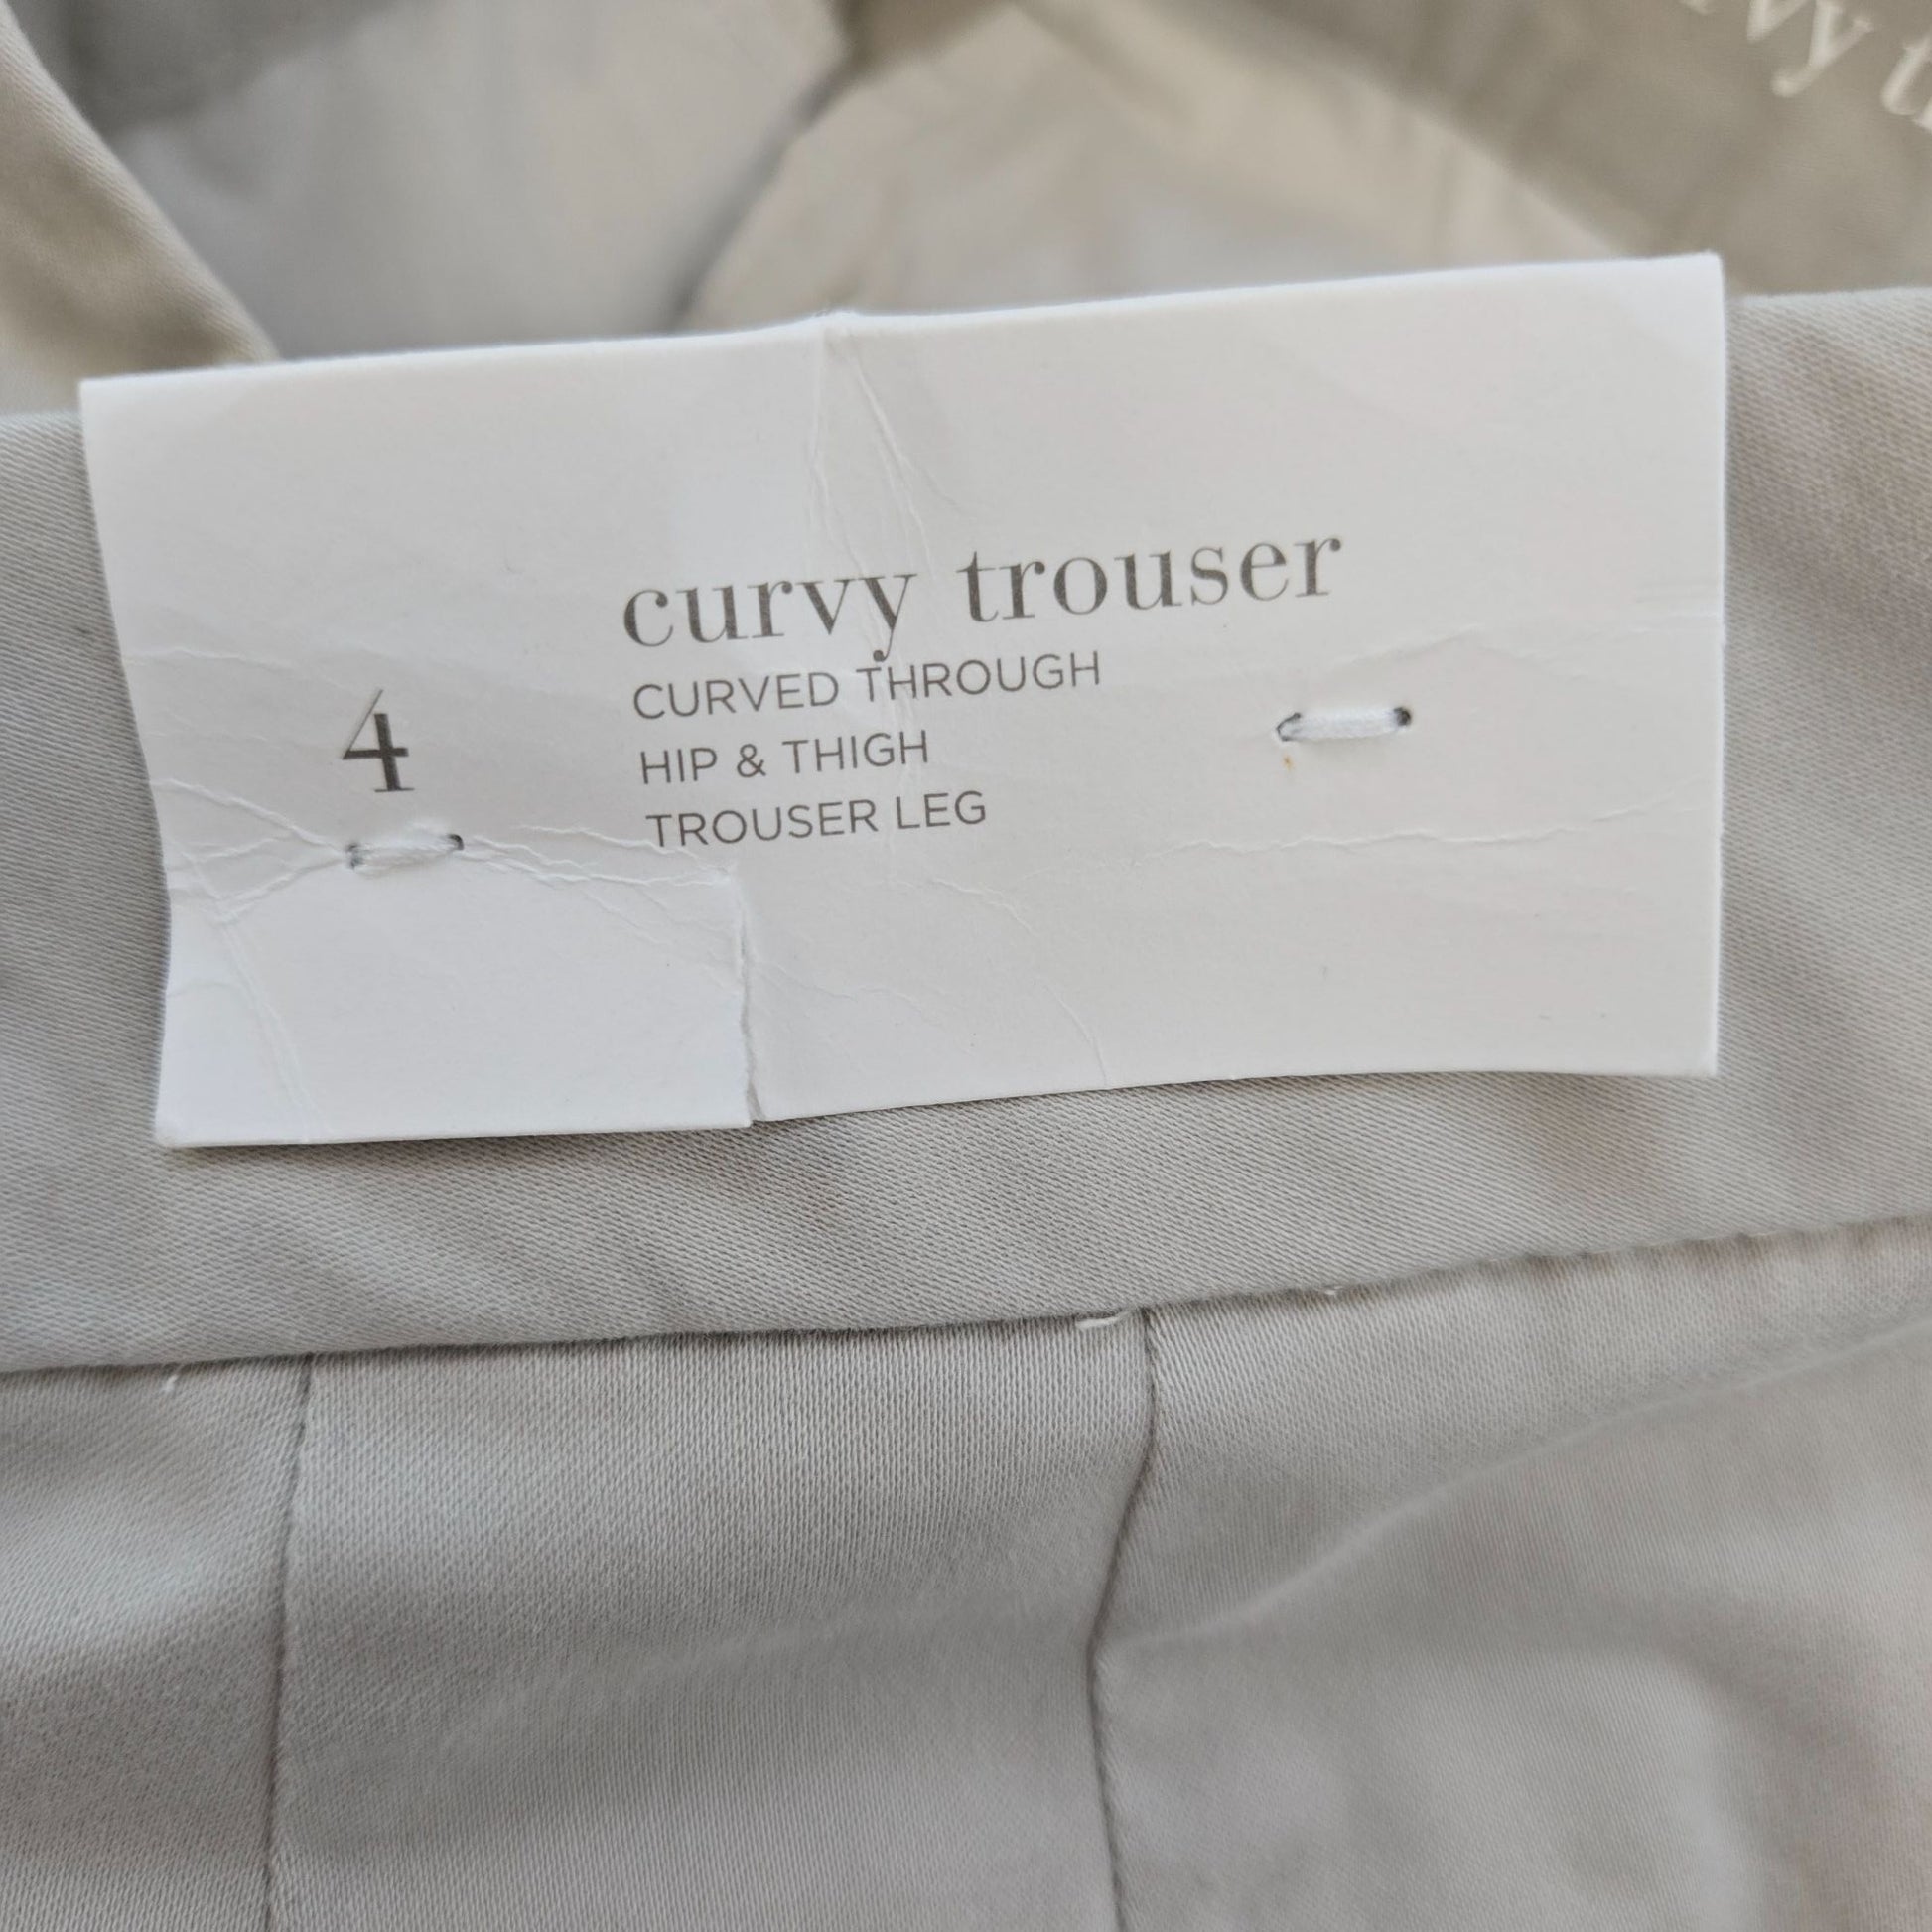 curvy trouser
CURVED THROUGH
HIP & THIGH
TROUSER LEG
4